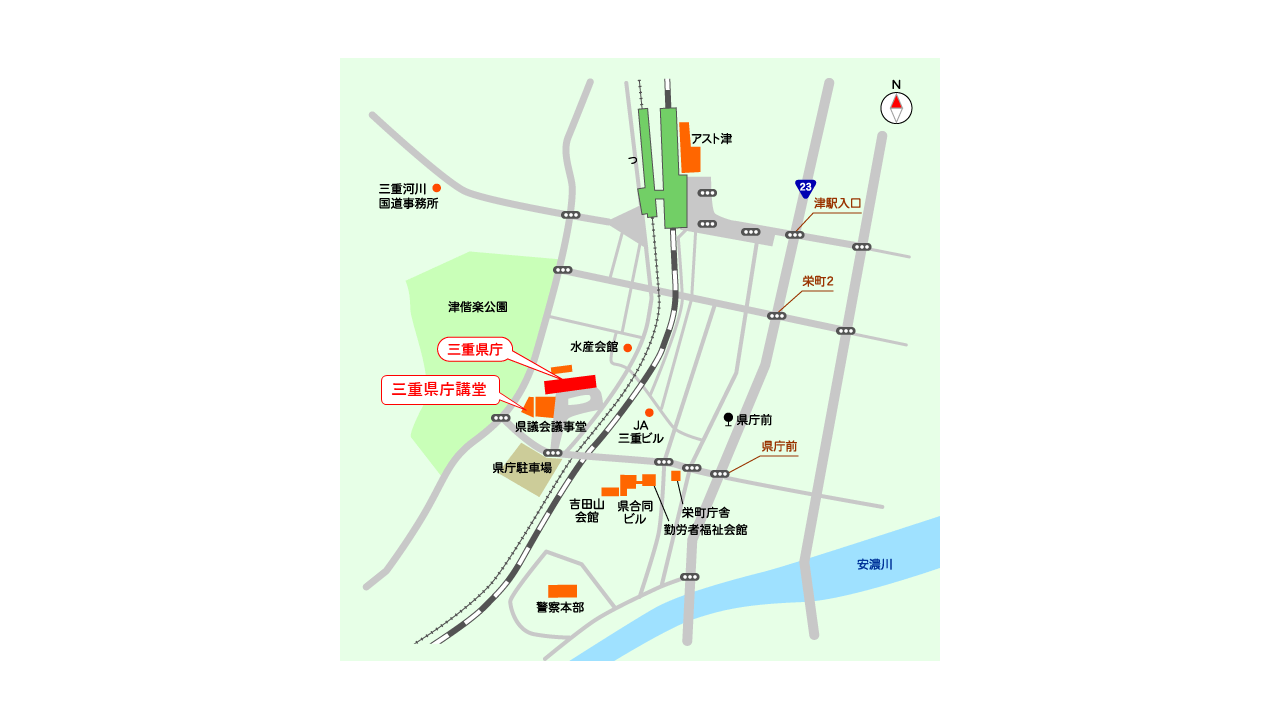 N
アスト津
つ
三重河川
国道事務所
23
津駅入口
栄町2
津偕楽公園
水産会館
三重県庁
三重県庁講堂
県議会議事堂
JA
三重ビル
県庁前
県庁前
県庁駐車場
吉田山
会館
県合同
ビル
栄町庁舎
勤労者福祉会館
安濃川
警察本部